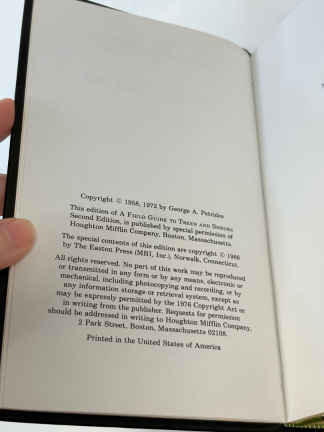 Copyright © 1958, 1972 by George A. Petrides
This edition of A FIELD GUIDE TO TREES AND SHRUBS
Second Edition, is published by special permission of
Houghton Mifflin Company, Boston, Massachusetts.
The special contents of this edition are copyright © 1986
by The Easton Press (MBI, Inc.), Norwalk, Connecticut.
All rights reserved. No part of this work may be reproduced
or transmitted in any form or by any means, electronic or
mechanical, including photocopying and recording, or by
any information storage or retrieval system, except as
may be expressly permitted by the 1976 Copyright Act or
in writing from the publisher. Requests for permission
should be addressed in writing to Houghton Mifflin Company,
2 Park Street, Boston, Massachusetts 02108.
Printed in the United States of America